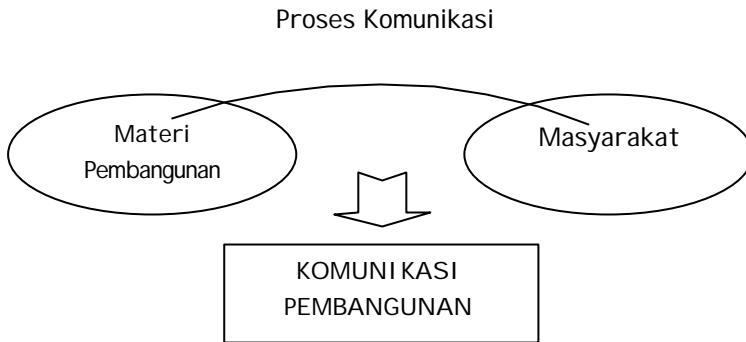 Proses Komunikasi
Materi
Pembangunan
Masyarakat
KOMUNIKASI
PEMBANGUNAN